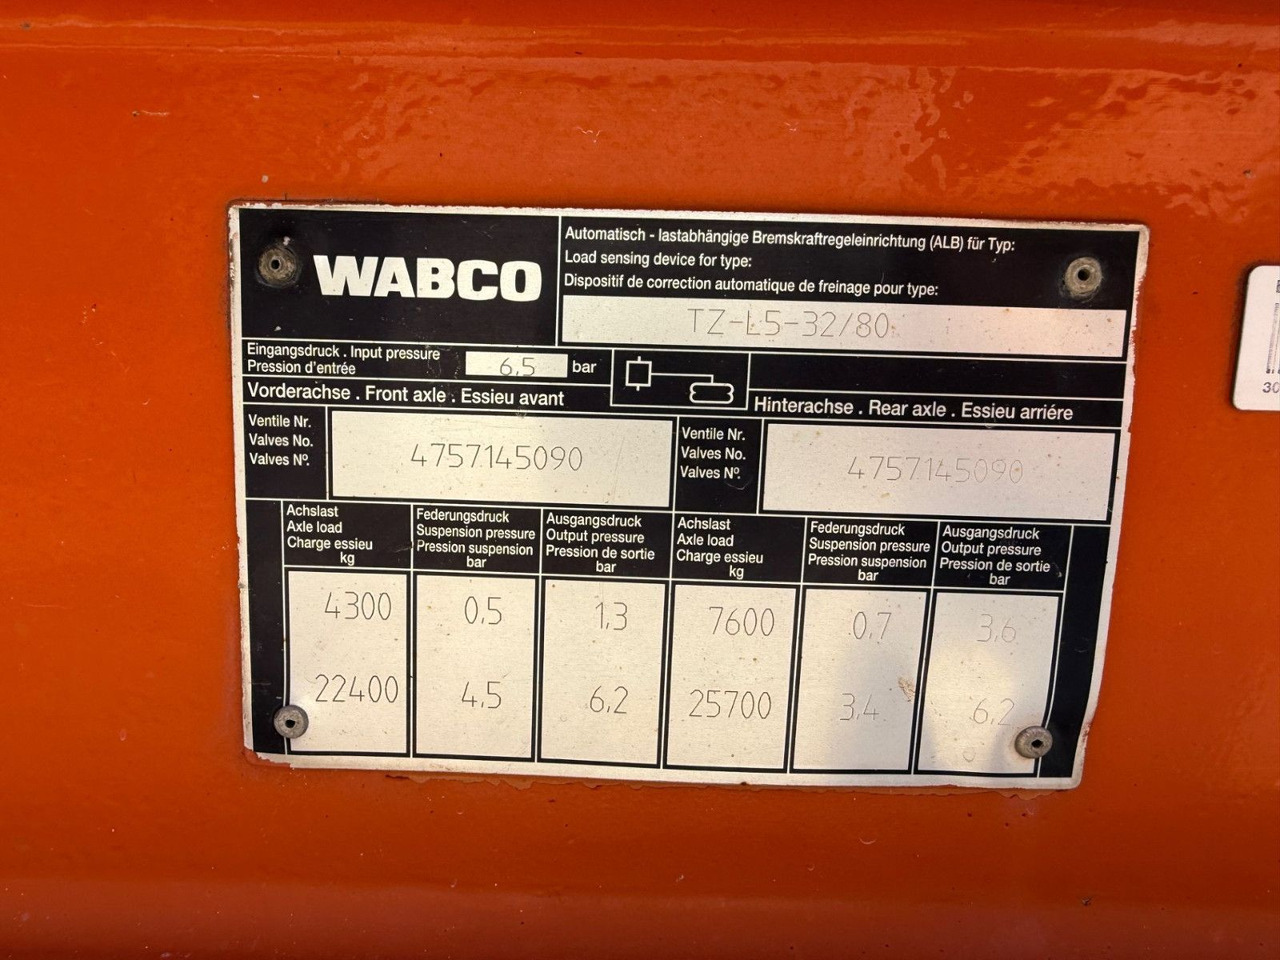 WABCO
Automatisch - lastabhängige Bremskraftregeleinrichtung (ALB) für Typ:
Load sensing device for type:
Dispositif de correction automatique de freinage pour type:
TZ-L5-32/80
Eingangsdruck . Input pressure
Pression d'entrée
6,5 bar
Vorderachse . Front axle . Essieu avant
Hinterachse . Rear axle . Essieu arriére
Ventile Nr.
Valves No.
Valves Nº.
4757145090
Ventile Nr.
Valves No.
Valves Nº.
4757145090
Achslast
Axle load
Charge essieu
kg
Federungsdruck
Suspension pressure
Pression suspension
bar
Ausgangsdruck
Output pressure
Pression de sortie
bar
Achslast
Axle load
Charge essieu
kg
Federungsdruck
Suspension pressure
Pression suspension
bar
Ausgangsdruck
Output pressure
Pression de sortie
bar
4300 0,5 1,3 7600 0,7 3,6
22400 4,5 6,2 25700 3,4 6,2
30